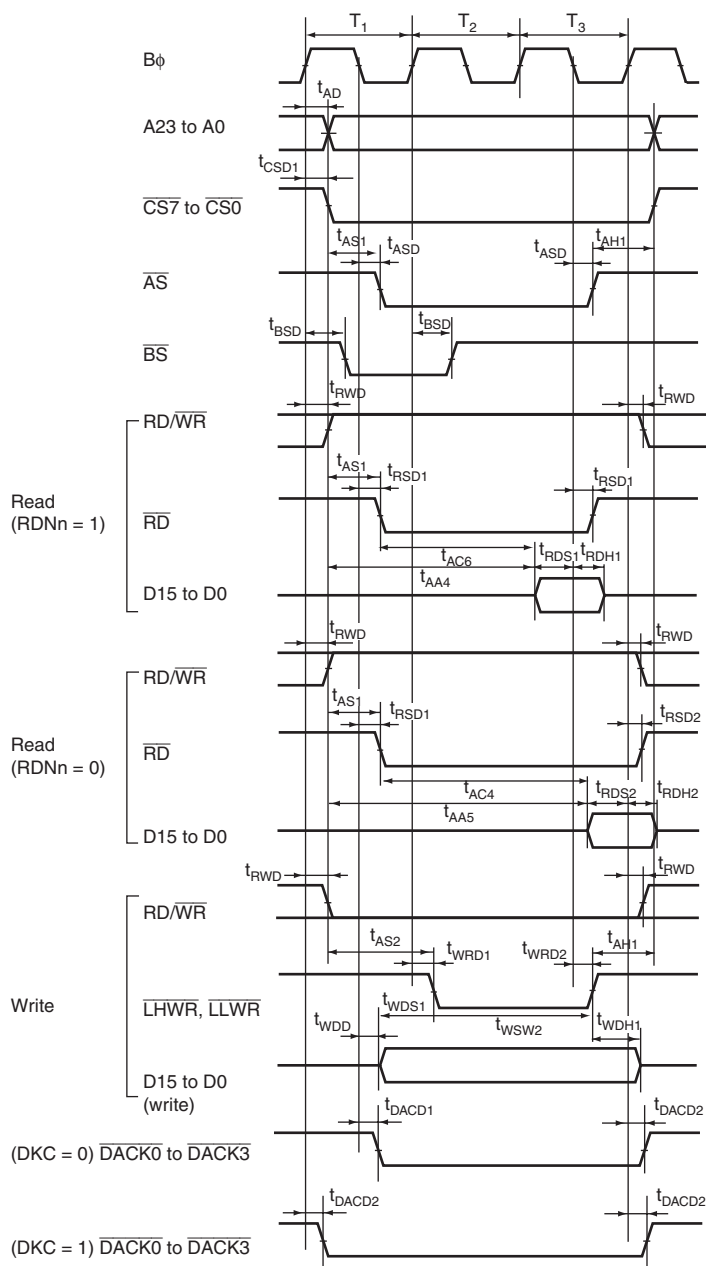 T1 T2 T3
Bφ
tAD
A23 to A0
tCSD1
CS7 to CS0
tAS1 tASD tASD tAH1
AS
tBSD tBSD
BS
tRWD tRWD
RD/WR
tAS1 tRSD1 tRSD1
Read
(RDNn = 1)
RD
tAC6 tRDS1 tRDH1
tAA4
D15 to D0
tRWD tRWD
RD/WR
tAS1 tRSD1 tRSD2
Read
(RDNn = 0)
RD
tAC4 tRDS2 tRDH2
tAA5
D15 to D0
tRWD tRWD
RD/WR
tAS2 tWRD1 tWRD2 tAH1
Write
LHWR, LLWR
tWDS1
tWDD tWSW2 tWDH1
D15 to D0
(write)
tDACD1 tDACD2
(DKC = 0) DACK0 to DACK3
tDACD2 tDACD2
(DKC = 1) DACK0 to DACK3